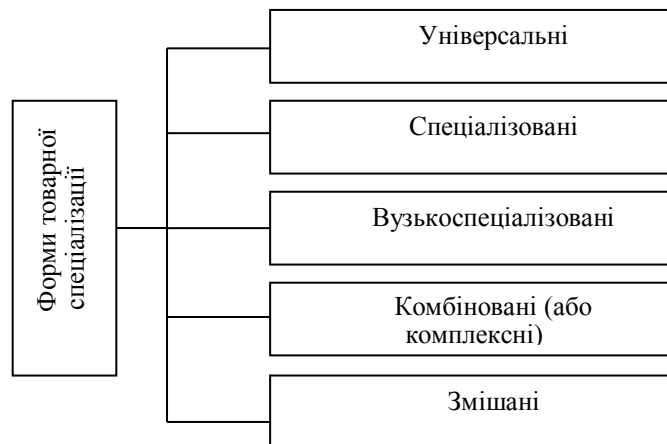 Форми товарної
спеціалізації
Універсальні
Спеціалізовані
Вузькоспеціалізовані
Комбіновані (або
комплексні)
Змішані